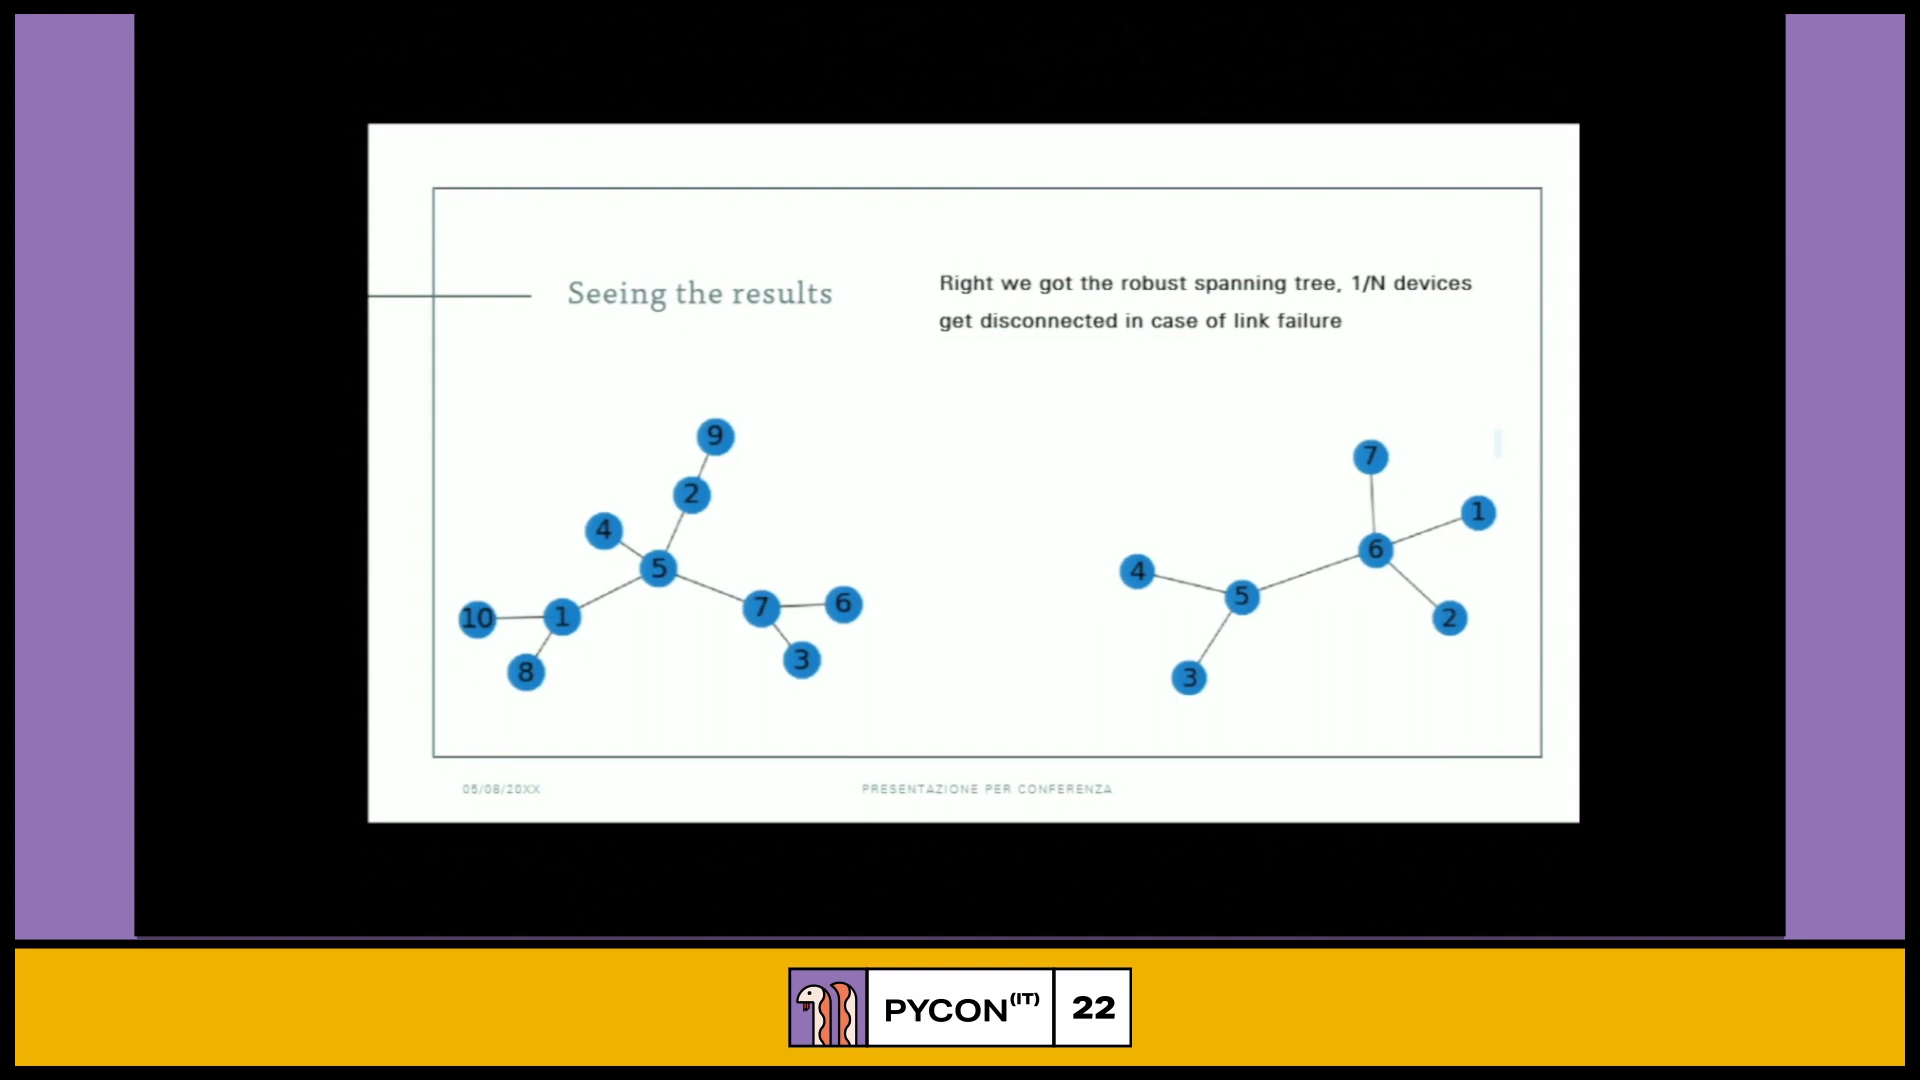 Seeing the results
Right we got the robust spanning tree, 1/N devices
get disconnected in case of link failure
9
2
4
5
10
1
7
6
8
3
7
1
6
4
5
2
3
05/08/20XX
PRESENTAZIONE PER CONFERENZA
PYCON(IT) 22